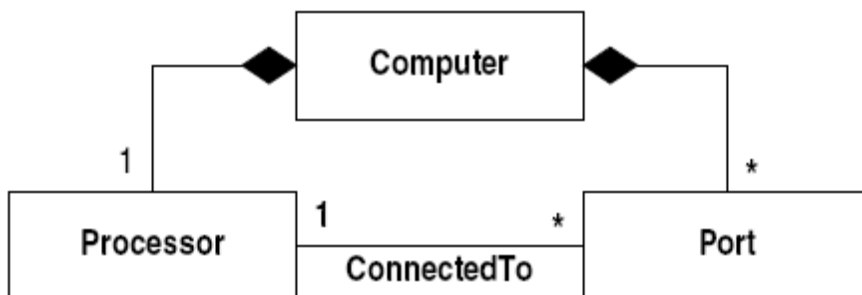 Computer
1
*
Processor
1
*
Port
ConnectedTo